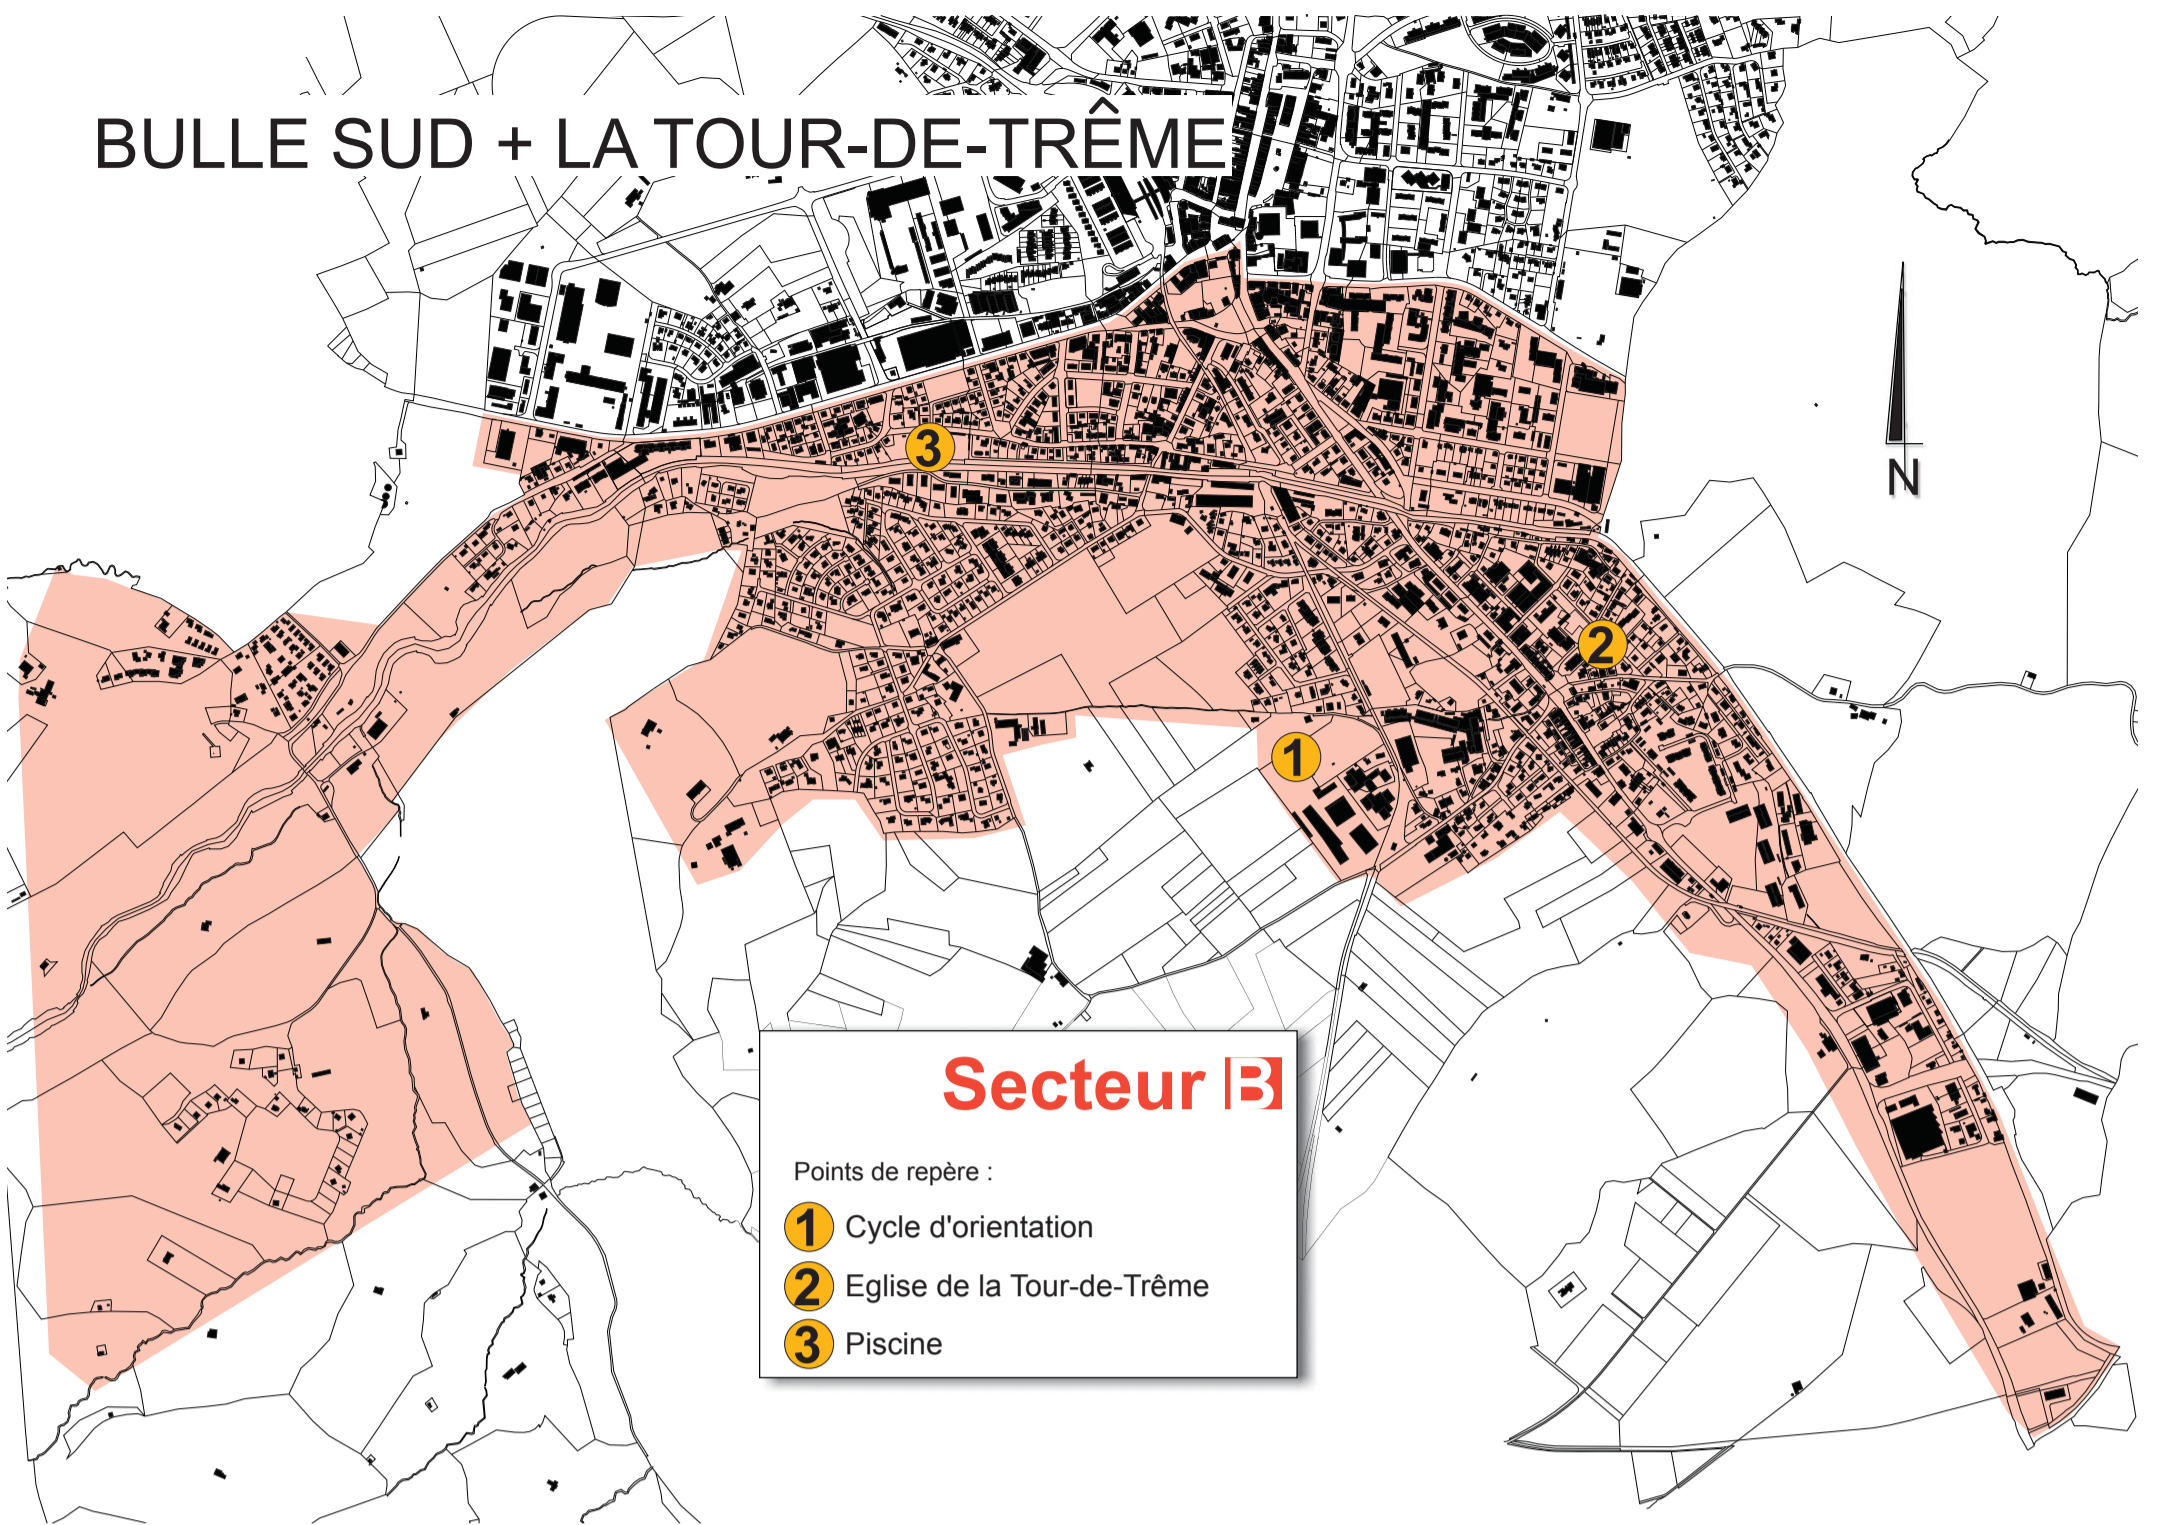 BULLE SUD + LA TOUR-DE-TRÊME
3
N
2
1
Secteur B
Points de repère :
1 Cycle d'orientation
2 Eglise de la Tour-de-Trême
3 Piscine